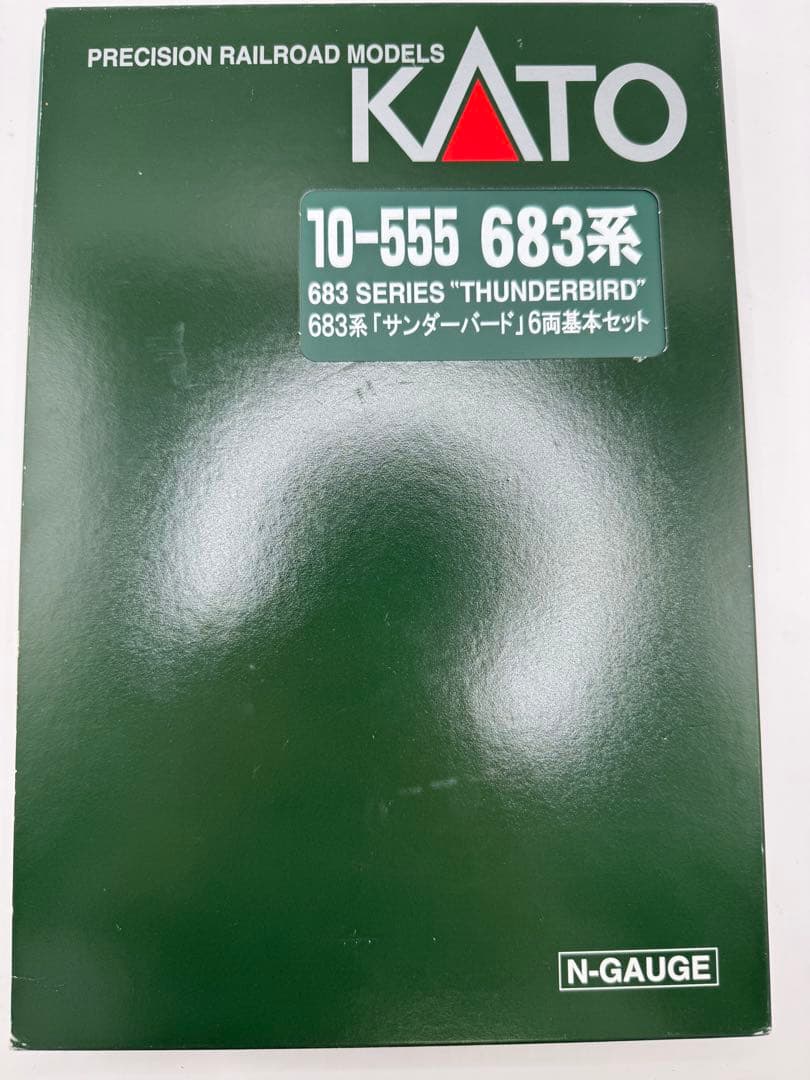 PRECISION RAILROAD MODELS
KATO
10-555 683系
683 SERIES "THUNDERBIRD"
683系「サンダーバード」6両基本セット
N-GAUGE